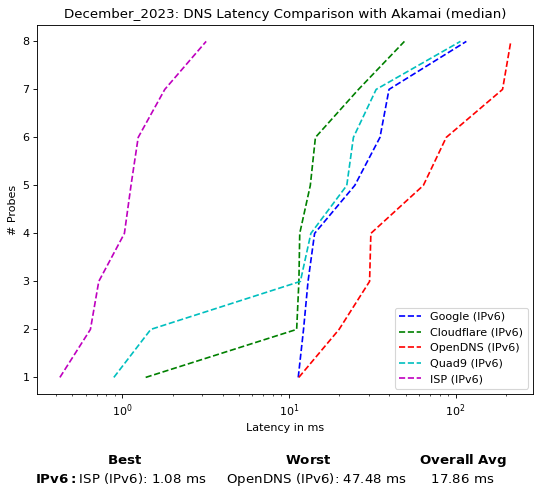 December_2023: DNS Latency Comparison with Akamai (median)
8
7
6
5
4
3
2
1
# Probes
Google (IPv6)
Cloudflare (IPv6)
OpenDNS (IPv6)
Quad9 (IPv6)
ISP (IPv6)
10⁰ 10¹ 10²
Latency in ms
Best Worst Overall Avg
IPv6: ISP (IPv6): 1.08 ms OpenDNS (IPv6): 47.48 ms 17.86 ms